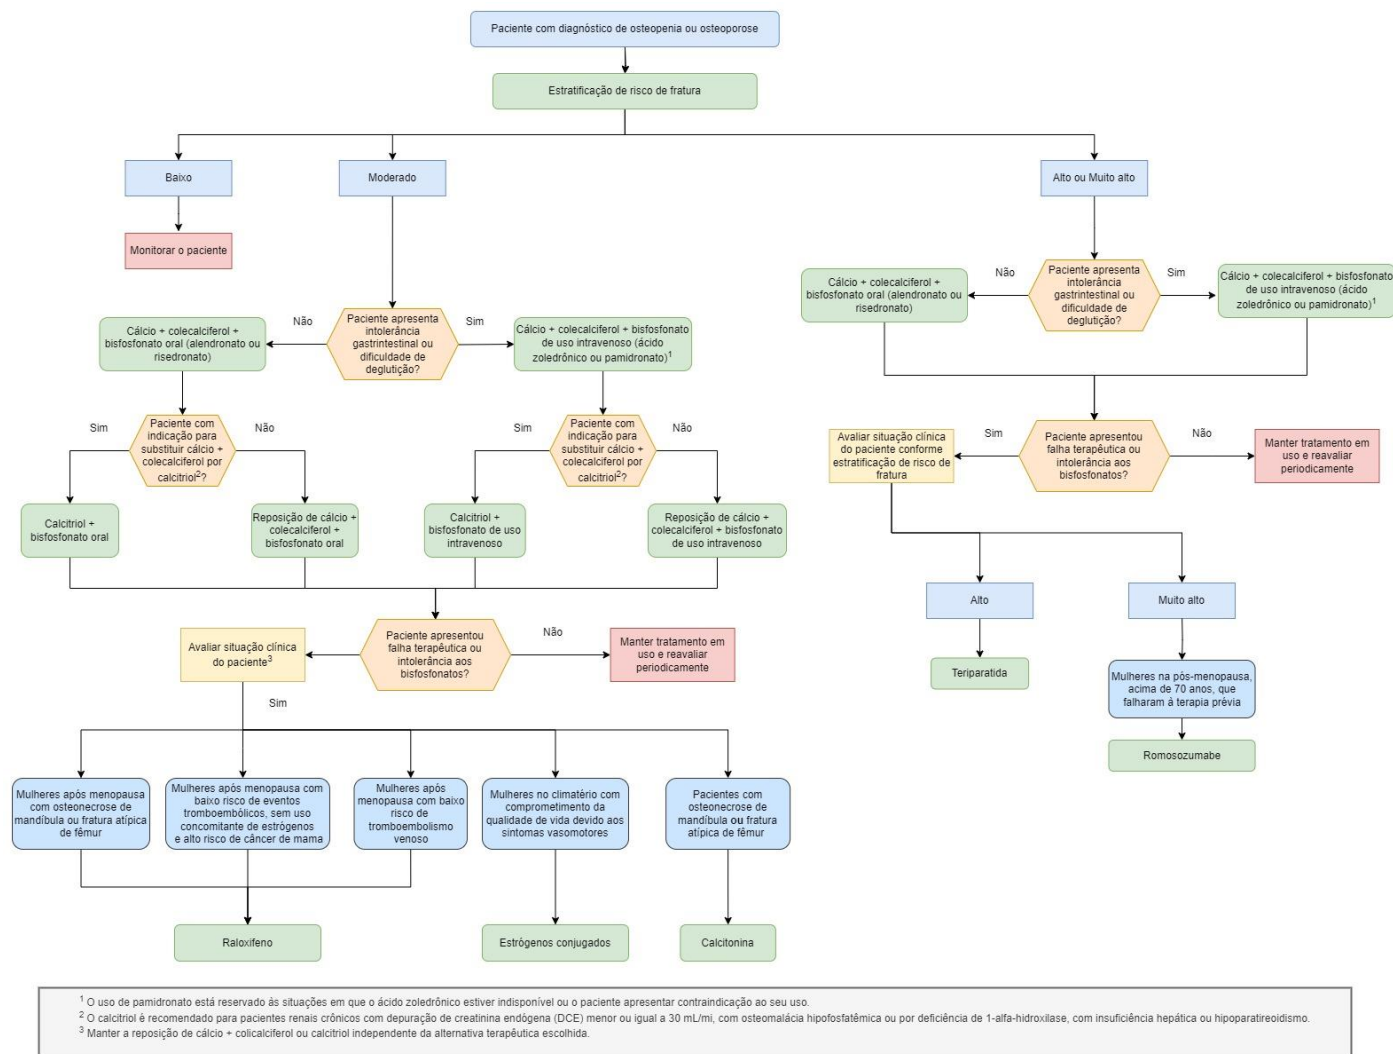 Paciente com diagnóstico de osteopenia ou osteoporose
Estratificação de risco de fratura
Baixo
Moderado
Alto ou Muito alto
Monitorar o paciente
Paciente apresenta
intolerância
gastrintestinal ou
dificuldade de
deglutição?
Não
Sim
Cálcio + colecalciferol +
bisfosfonato oral (alendronato ou
risedronato)
Cálcio + colecalciferol + bisfosfonato
de uso intravenoso (ácido
zoledrônico ou pamidronato)1
Paciente com
indicação para
substituir cálcio +
colecalciferol por
calcitriol2?
Sim
Não
Paciente com
indicação para
substituir cálcio +
colecalciferol por
calcitriol2?
Sim
Não
Calcitriol +
bisfosfonato oral
Reposição de cálcio +
colecalciferol +
bisfosfonato oral
Calcitriol +
bisfosfonato de uso
intravenoso
Reposição de cálcio +
colecalciferol + bisfosfonato
de uso intravenoso
Avaliar situação clínica
do paciente3
Paciente apresentou
falha terapêutica ou
intolerância aos
bisfosfonatos?
Não
Manter tratamento em
uso e reavaliar
periodicamente
Sim
Mulheres após menopausa
com osteonecrose de
mandíbula ou fratura atípica
de fêmur
Mulheres após menopausa com
baixo risco de eventos
tromboembólicos, sem uso
concomitante de estrógenos
e alto risco de câncer de mama
Mulheres após
menopausa com baixo
risco de
tromboembolismo
venoso
Mulheres no climatério com
comprometimento da
qualidade de vida devido aos
sintomas vasomotores
Pacientes com
ostonecrose de
mandíbula ou fratura
atípica de fêmur
Raloxifeno
Estrógenos conjugados
Calcitonina
Cálcio + colecalciferol +
bisfosfonato oral (alendronato ou
risedronato)
Não
Paciente apresenta
intolerância
gastrintestinal ou
dificuldade de
deglutição?
Sim
Cálcio + colecalciferol + bisfosfonato
de uso intravenoso (ácido
zoledrônico ou pamidronato)1
Avaliar situação clínica
do paciente conforme
estratificação de risco de
fratura
Sim
Paciente apresentou
falha terapêutica ou
intolerância aos
bisfosfonatos?
Não
Manter tratamento em
uso e reavaliar
periodicamente
Alto
Muito alto
Teriparatida
Mulheres na pós-menopausa,
acima de 70 anos, que
falharam à terapia prévia
Romosozumabe
1 O uso de pamidronato está reservado às situações em que o ácido zoledrônico estiver indisponível ou o paciente apresentar contraindicação ao seu uso.
2 O calcitriol é recomendado para pacientes renais crônicos com depuração de creatinina endógena (DCE) menor ou igual a 30 mL/mi, com osteomalácia hipofosfatêmica ou por deficiência de 1-alfa-hidroxilase, com insuficiência hepática ou hipoparatireoidismo.
3 Manter a reposição de cálcio + colicalciferol ou calcitriol independente da alternativa terapêutica escolhida.